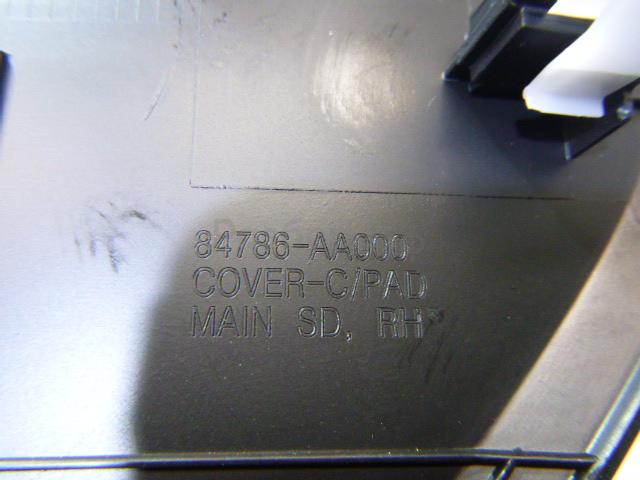 84786-AA000
COVER-C/PAD
MAIN SD, RH